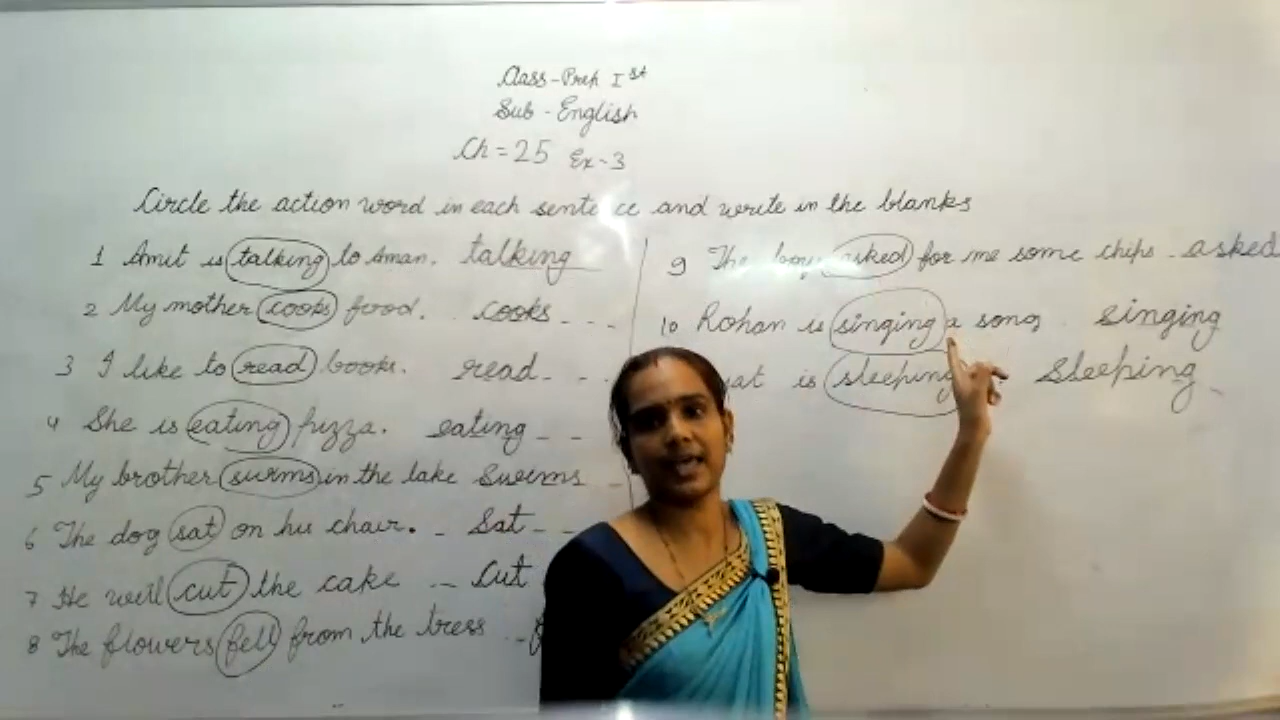 Class-Prep Ist
Sub - English
Ch = 25 Ex-3
Circle the action word in each sente ce and write in the blanks
1 Amit is talking to Aman. talking
2 My mother cooks food. cooks
3 I like to read books. read
4 She is eating pizza. eating
5 My brother swims in the lake swims
6 The dog sat on his chair. - Sat
7 He will cut the cake -- Cut
8 The flowers fell from the tress
9 The boy asked for me some chips - asked
10 Rohan is singing a song. singing
is sleeping Sleeping